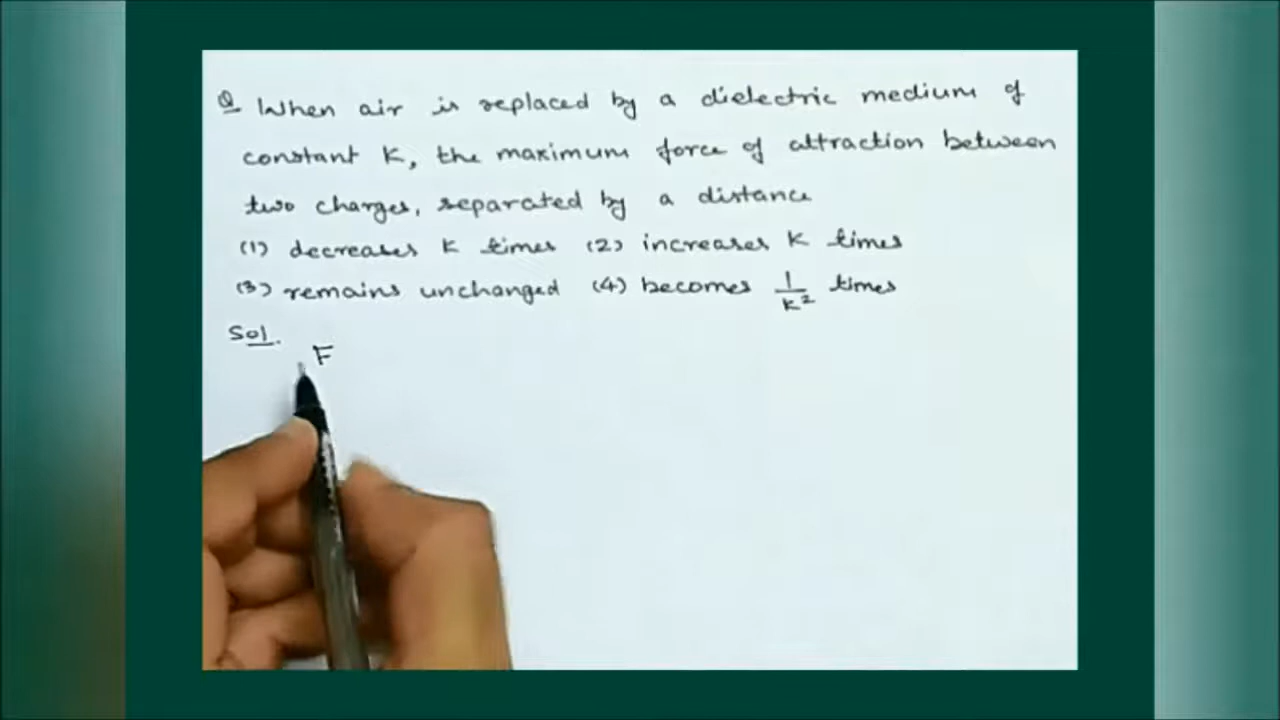 Q When air is replaced by a dielectric medium of
constant K, the maximum force of attraction between
two charges, separated by a distance
(1) decreases K times (2) increases K times
(3) remains unchanged (4) becomes 1/K² times
Sol.
F